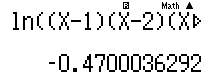 R Math ▲
ln((X-1)(X-2)(X▶
-0.4700036292